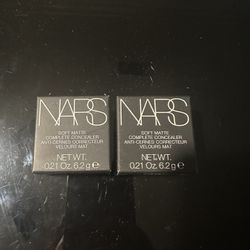 NARS
SOFT MATTE
COMPLETE CONCEALER
ANTI-CERNES CORRECTEUR
VELOURS MAT
NET WT.
0.21 Oz. 6.2 g ℮
NARS
SOFT MATTE
COMPLETE CONCEALER
ANTI-CERNES CORRECTEUR
VELOURS MAT
NET WT.
0.21 Oz. 6.2 g ℮